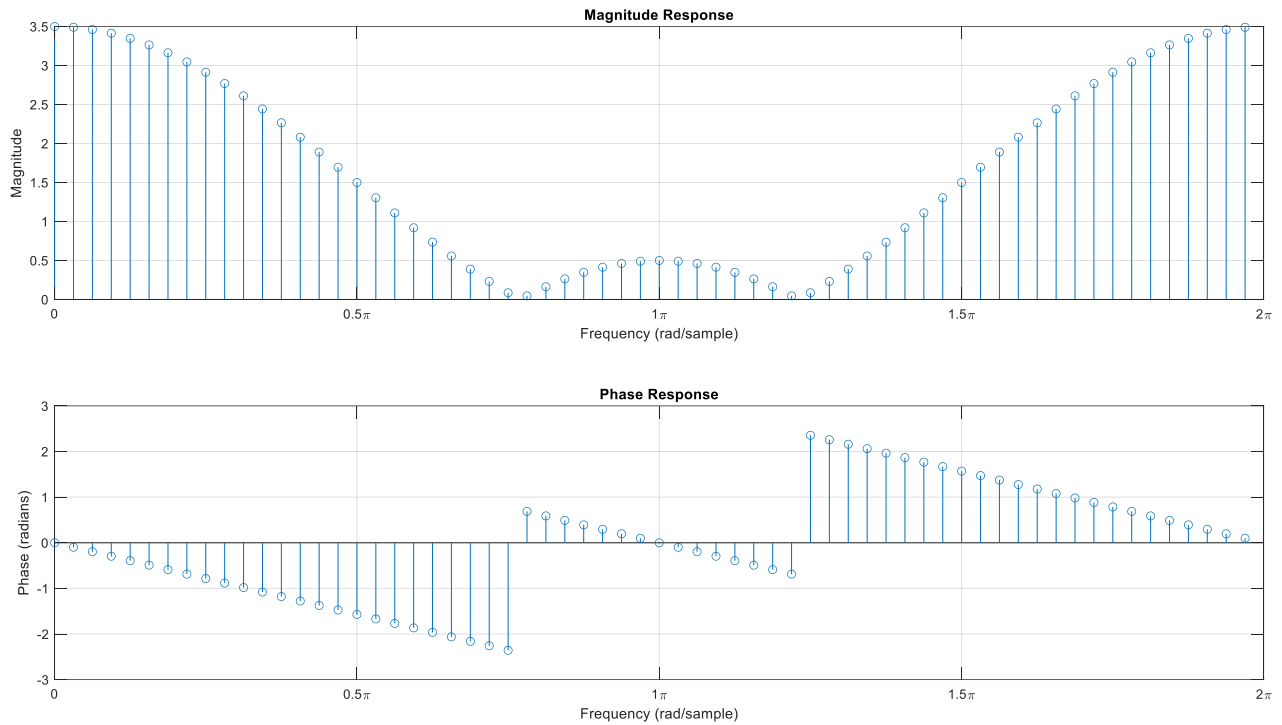 Magnitude Response
3.5
3
2.5
2
1.5
1
0.5
0
Magnitude
0 0.5π 1π 1.5π 2π
Frequency (rad/sample)
Phase Response
3
2
1
0
-1
-2
-3
Phase (radians)
0 0.5π 1π 1.5π 2π
Frequency (rad/sample)